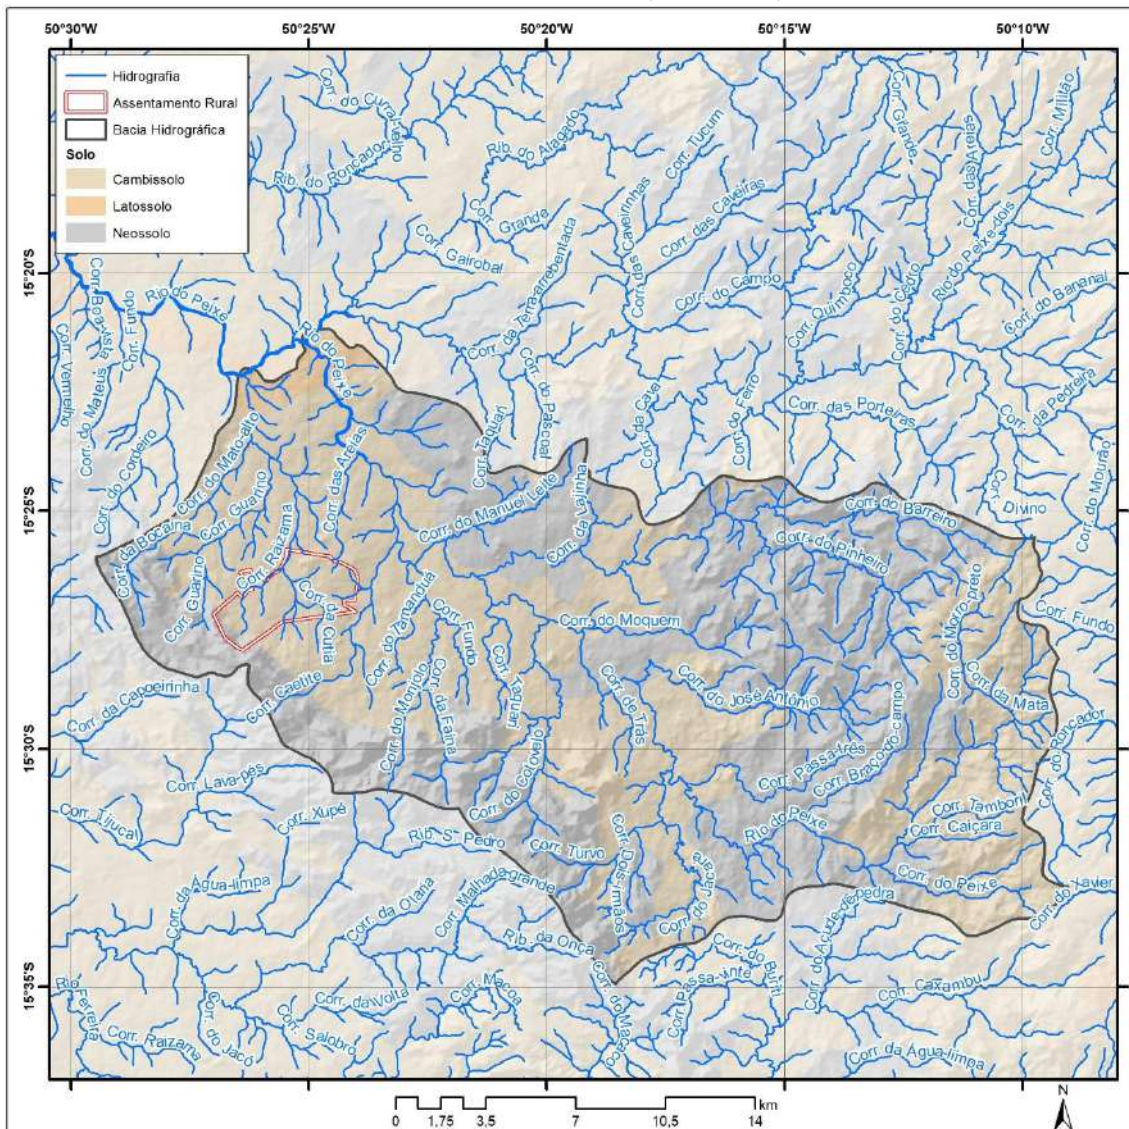 50°30'W 50°25'W 50°20'W 50°15'W 50°10'W
Hidrografia
Assentamento Rural
Bacia Hidrográfica
Solo
Cambissolo
Latossolo
Neossolo
15°20'S
15°25'S
15°30'S
15°35'S
Corr. do Curralvelho
Rib. do Roncador
Rib. do Alagado
Corr. Tucum
Corr. Grande
Corr. das Areias
Corr. Militão
Corr. Grande
Corr. Gairobal
Corr. da Terra-arrebentada
Corr. das Caveirinhas
Corr. das Caveiras
Corr. do Campo
Corr. Quimboco
Corr. do Cedro
Rio do Peixe-dois
Corr. do Bananal
Corr. Boa-vista
Corr. Fundo
Rio do Peixe
Rio do Peixe
Corr. Vermelho
Corr. do Mateus
Corr. do Cordeiro
Corr. do Mato-alto
Corr. da Bocaina
Corr. Guarino
Corr. Guarino
Corr. Raizama
Corr. das Areias
Corr. Taquari
Corr. do Pascoal
Corr. da Cavei
Corr. do Ferro
Corr. das Porteiras
Corr. da Pedreira
Corr. do Mourão
Corr. Divino
Corr. do Manuel Leite
Corr. da Lajinha
Corr. do Barreiro
Corr. do Pinheiro
Corr. da Cutia
Corr. do Tamanduá
Corr. Fundo
Corr. Taquari
Corr. do Moquem
Corr. do Morro-preto
Corr. Fundo
Corr. da Capoeirinha
Corr. Caetite
Corr. do Monjolo
Corr. da Faina
Corr. de Trás
Corr. do José Antônio
Corr. da Mata
Corr. do Roncador
Corr. Lava-pés
Corr. do Cotovelo
Corr. Passa-três
Corr. Braço-do-campo
Corr. Tijucal
Corr. Xupé
Rib. S. Pedro
Corr. Turvo
Corr. Dois-irmãos
Rio do Peixe
Corr. Tamboril
Corr. Caiçara
Corr. da Água-limpa
Corr. da Olaria
Corr. Malhada-grande
Corr. do Jacaré
Corr. do Peixe
Corr. do Xavier
Rib. da Onca
Corr. do Macaco
Corr. Passa-inte
Corr. do Buriti
Corr. do Açude-de-pedra
Corr. Caxambu
Rio Ferreira
Corr. Raizama
Corr. do Jacó
Corr. da Volta
Corr. Salobro
Corr. Macoa
Corr. da Água-limpa
0 1,75 3,5 7 10,5 14 km
N